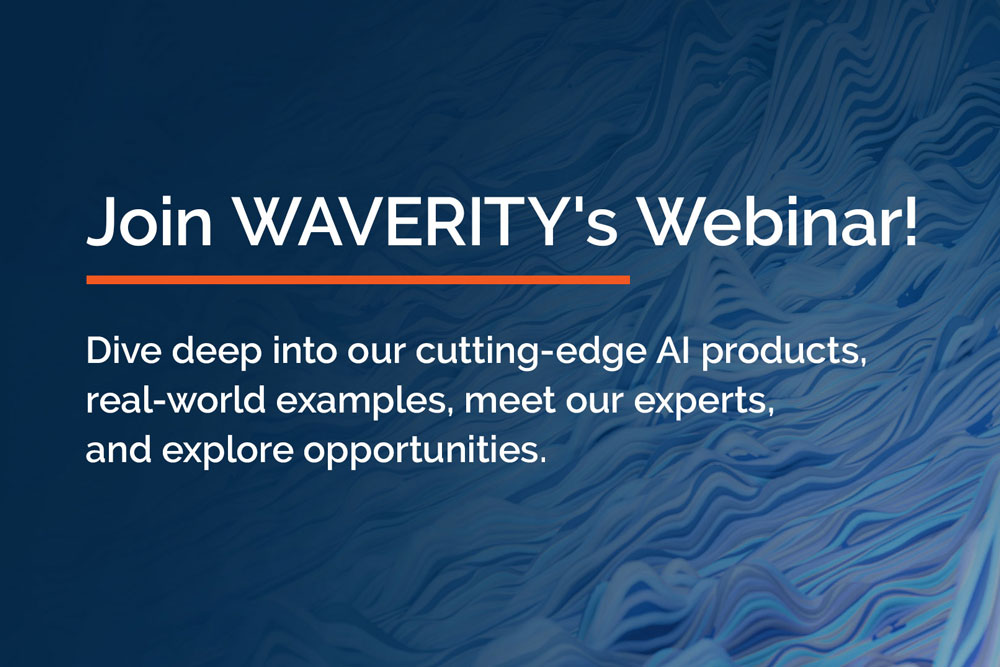 Join WAVERITY's Webinar!
Dive deep into our cutting-edge AI products,
real-world examples, meet our experts,
and explore opportunities.